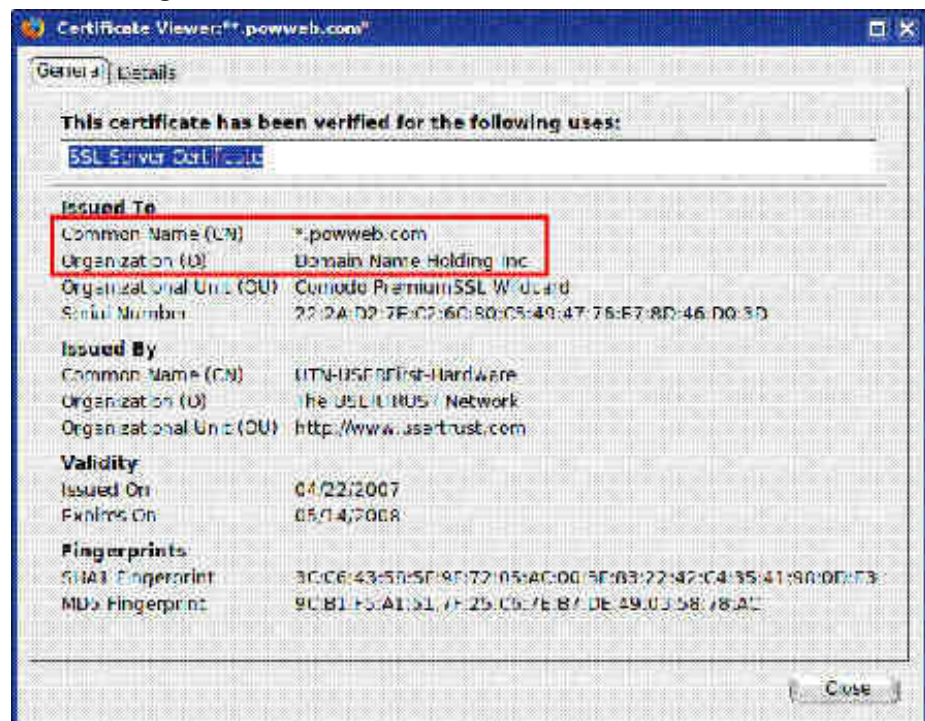 Certificate Viewer:"*.powweb.com"
General Details
This certificate has been verified for the following uses:
SSL Server Certificate
Issued To
Common Name (CN) *.powweb.com
Organization (O) Domain Name Holding Inc
Organizational Unit (OU) Comodo PremiumSSL Wildcard
Serial Number
Issued By
Common Name (CN) UTN-USERFirst-Hardware
Organization (O) The USERTRUST Network
Organizational Unit (OU) http://www.usertrust.com
Validity
Issued On 04/22/2007
Expires On 05/14/2008
Fingerprints
SHA1 Fingerprint
MD5 Fingerprint
Close